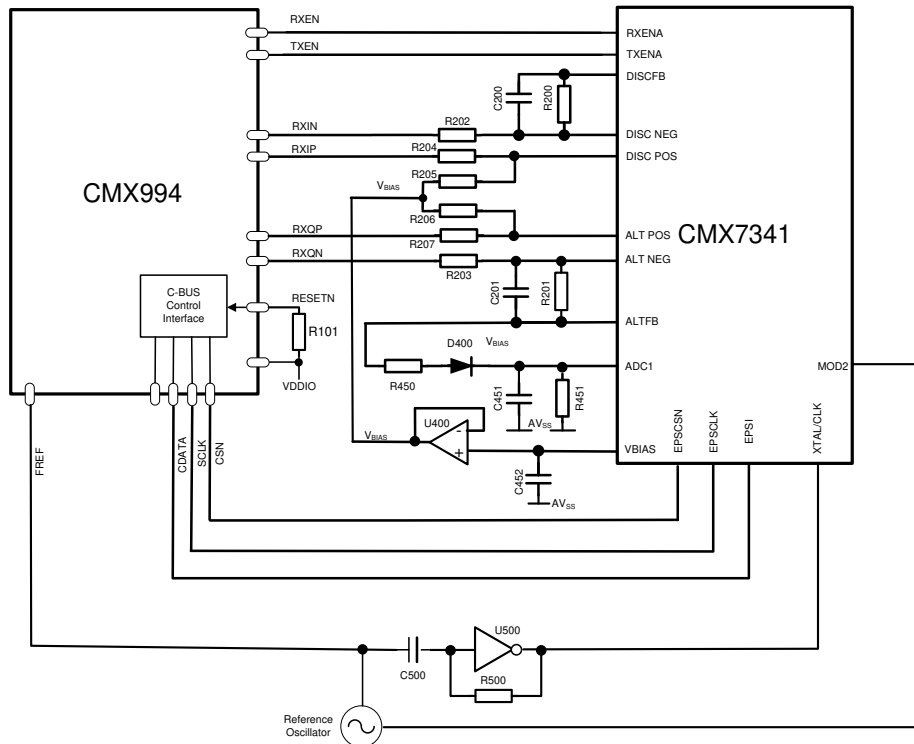 RXEN
TXEN
RXENA
TXENA
DISCFB
C200
R200
RXIN
R202
DISC NEG
RXIP
R204
DISC POS
R205
VBIAS
CMX994
R206
CMX7341
RXQP
R207
ALT POS
RXQN
R203
ALT NEG
C-BUS
Control
Interface
RESETN
R101
C201
R201
ALTFB
VBIAS
D400
VDDIO
R450
ADC1
MOD2
C451
R451
U400
AVSS
VBIAS
-
+
VBIAS
EPSCSN
EPSCLK
EPSI
XTAL/CLK
FREF
CDATA
SCLK
CSN
C452
AVSS
U500
C500
R500
Reference
Oscillator